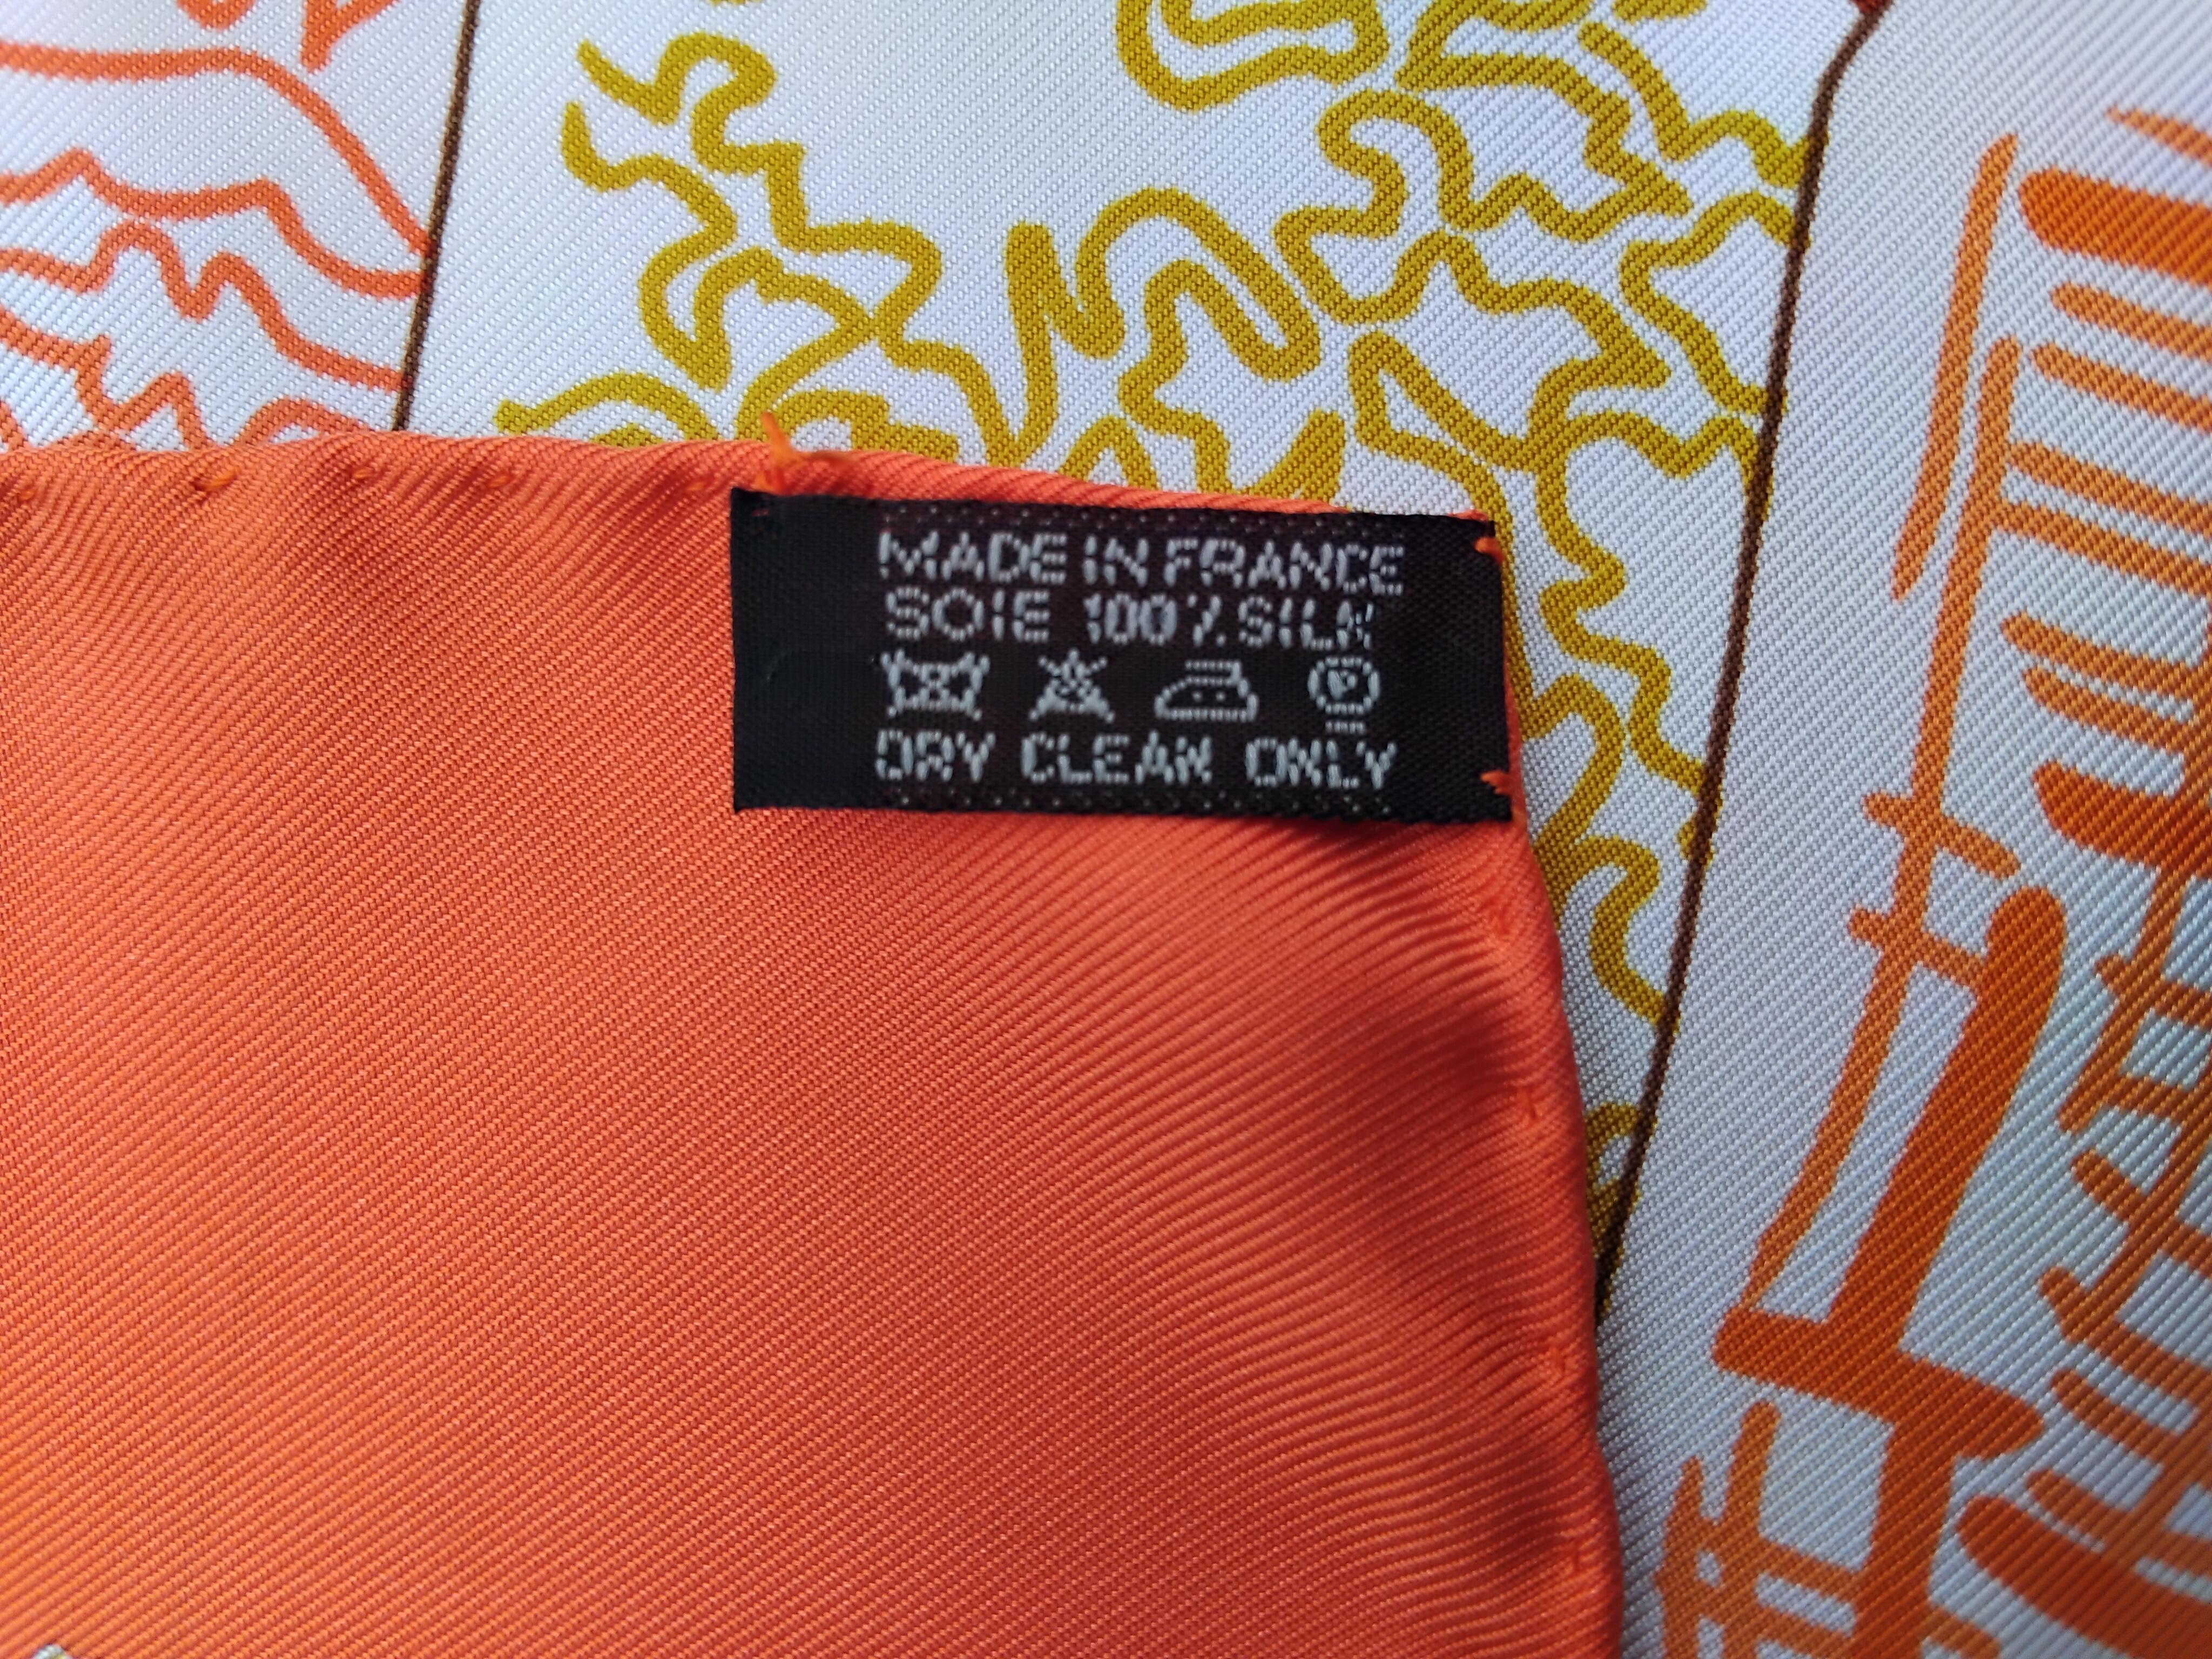 MADE IN FRANCE
SOIE 100% SILK
P
DRY CLEAN ONLY